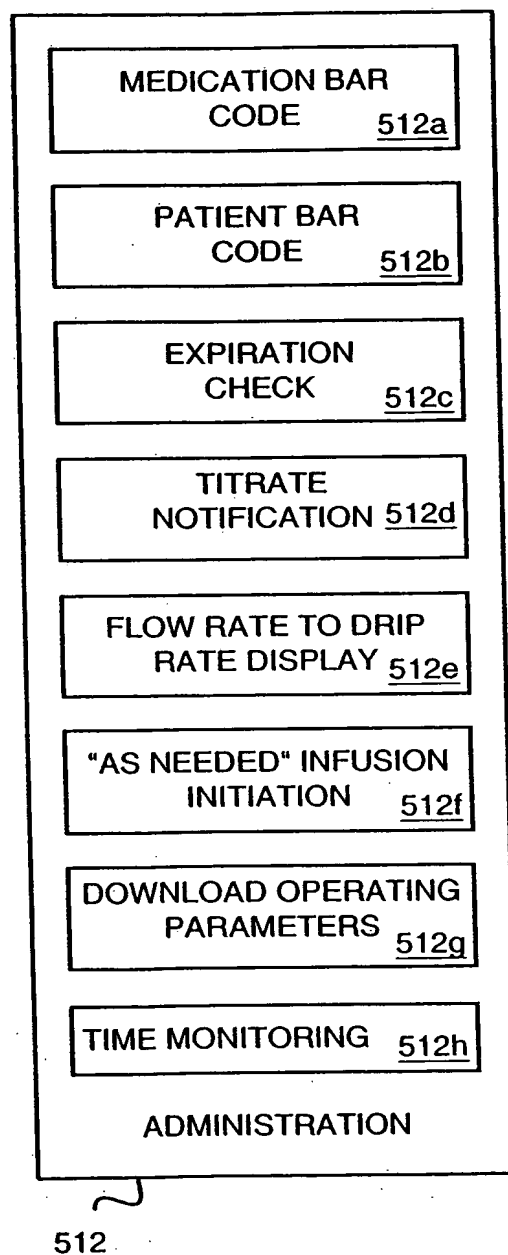 MEDICATION BAR
CODE 512a
PATIENT BAR
CODE 512b
EXPIRATION
CHECK 512c
TITRATE
NOTIFICATION 512d
FLOW RATE TO DRIP
RATE DISPLAY 512e
"AS NEEDED" INFUSION
INITIATION 512f
DOWNLOAD OPERATING
PARAMETERS 512g
TIME MONITORING 512h
ADMINISTRATION
512